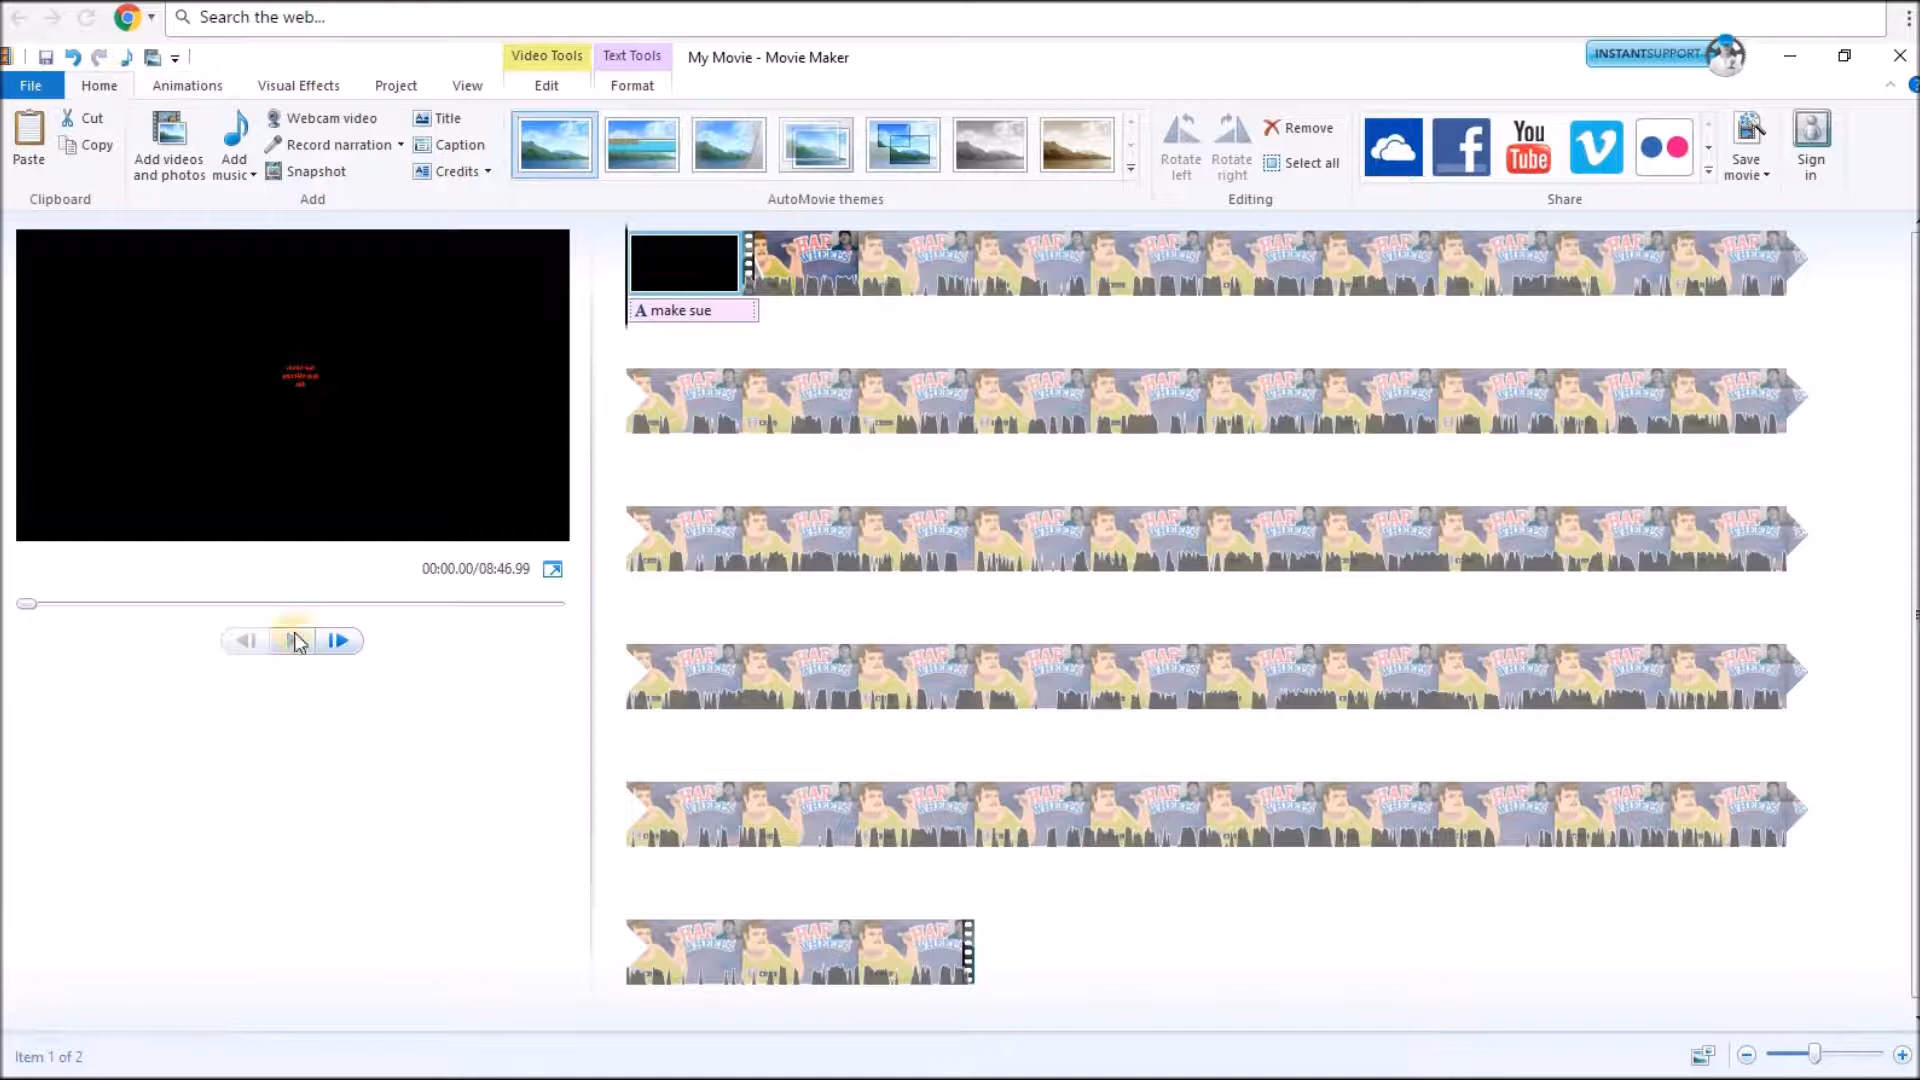 Search the web...
INSTANTSUPPORT
Video Tools
Text Tools
My Movie - Movie Maker
File
Home
Animations
Visual Effects
Project
View
Edit
Format
Paste
Cut
Copy
Clipboard
Add videos
and photos
Add
music
Webcam video
Record narration
Snapshot
Title
Caption
Credits
Add
AutoMovie themes
Rotate
left
Rotate
right
Remove
Select all
Editing
You
Tube
Share
Save
movie
Sign
in
A make sue
00:00.00/08:46.99
Item 1 of 2